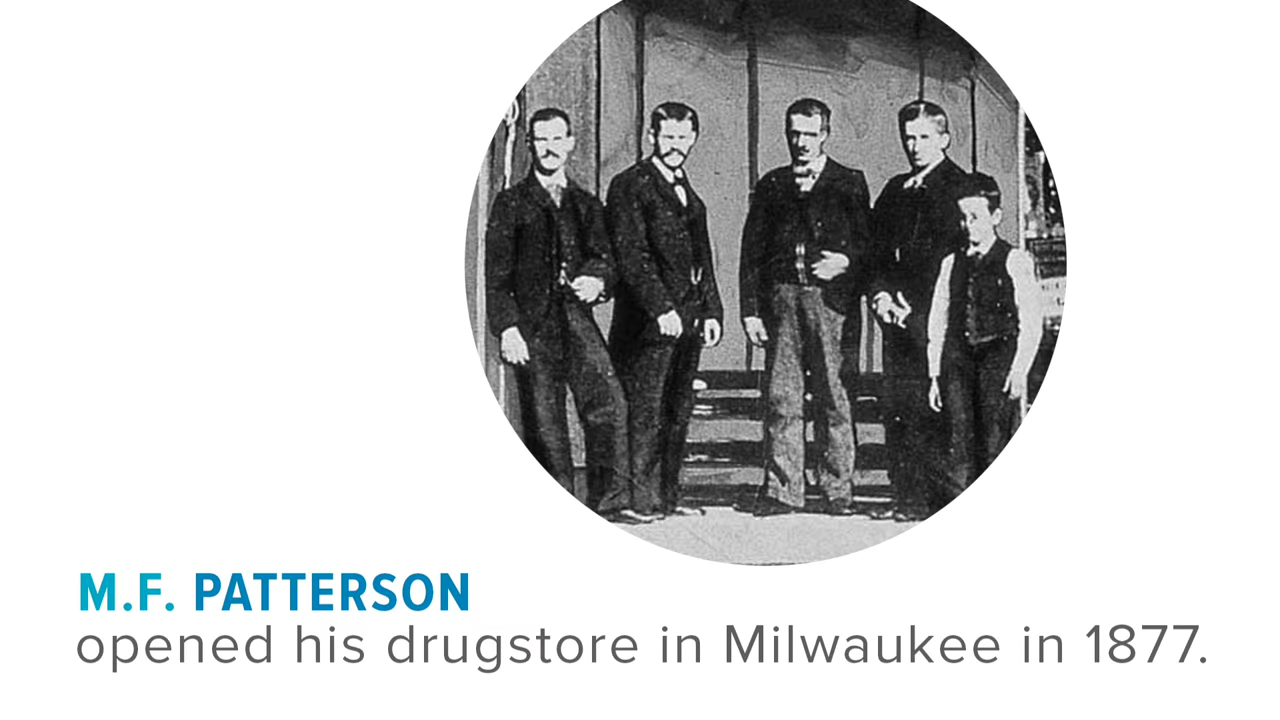 M.F. PATTERSON
opened his drugstore in Milwaukee in 1877.